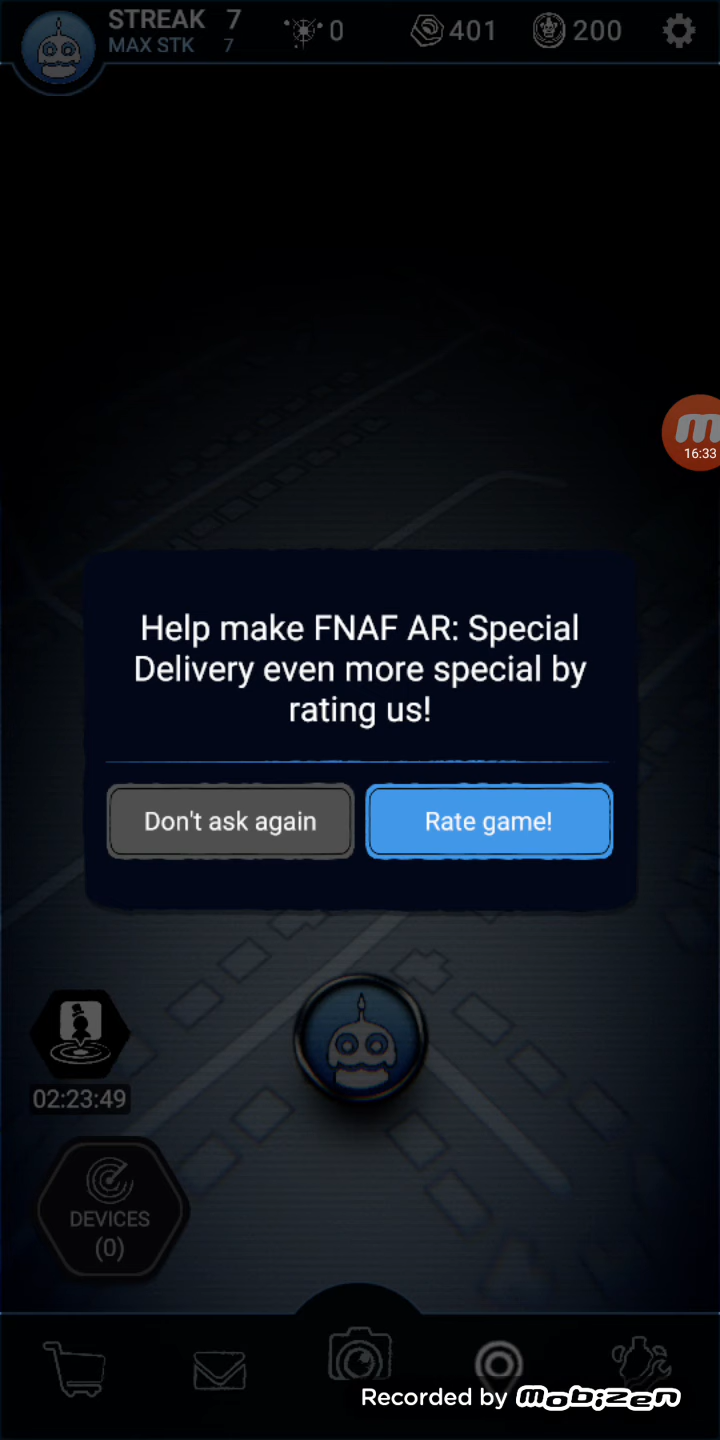 STREAK 7
MAX STK 7
0
401
200
m
16:33
Help make FNAF AR: Special
Delivery even more special by
rating us!
Don't ask again
Rate game!
02:23:49
DEVICES
(0)
Recorded by mobizen